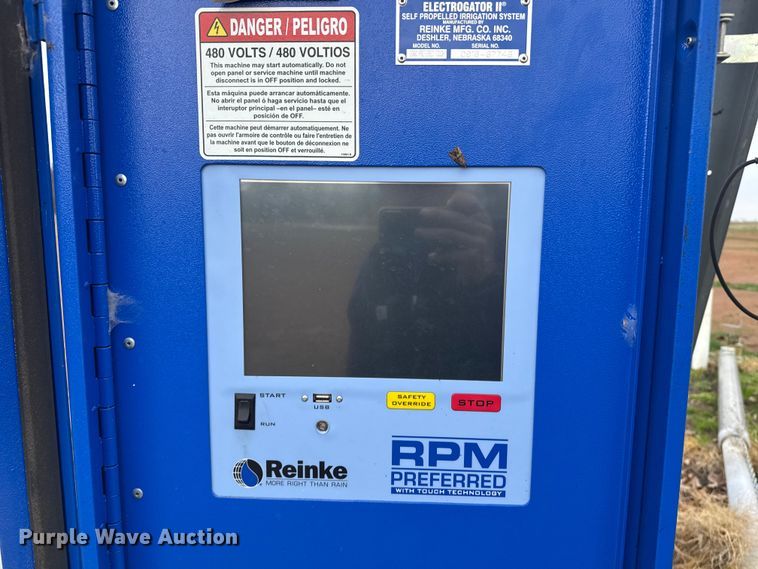 DANGER / PELIGRO
480 VOLTS / 480 VOLTIOS
This machine may start automatically. Do not
open panel or service machine until machine
disconnect is in OFF position and locked.
Esta máquina puede arrancar automáticamente.
No abrir el panel ó haga servicio hasta que el
interuptor principal –en el panel– esté en
posición de OFF.
Cette machine peut démarrer automatiquement. Ne
pas ouvrir l'armoire de contrôle ou faire l'entretien de
la machine avant que le bouton de déconnexion ne
soit en position OFF et verrouillé.
ELECTROGATOR II®
SELF PROPELLED IRRIGATION SYSTEM
MANUFACTURED BY
REINKE MFG. CO. INC.
DESHLER, NEBRASKA 68340
MODEL NO. SERIAL NO.
START
RUN
USB
SAFETY
OVERRIDE
STOP
Reinke
MORE RIGHT THAN RAIN
RPM
PREFERRED
WITH TOUCH TECHNOLOGY
Purple Wave Auction